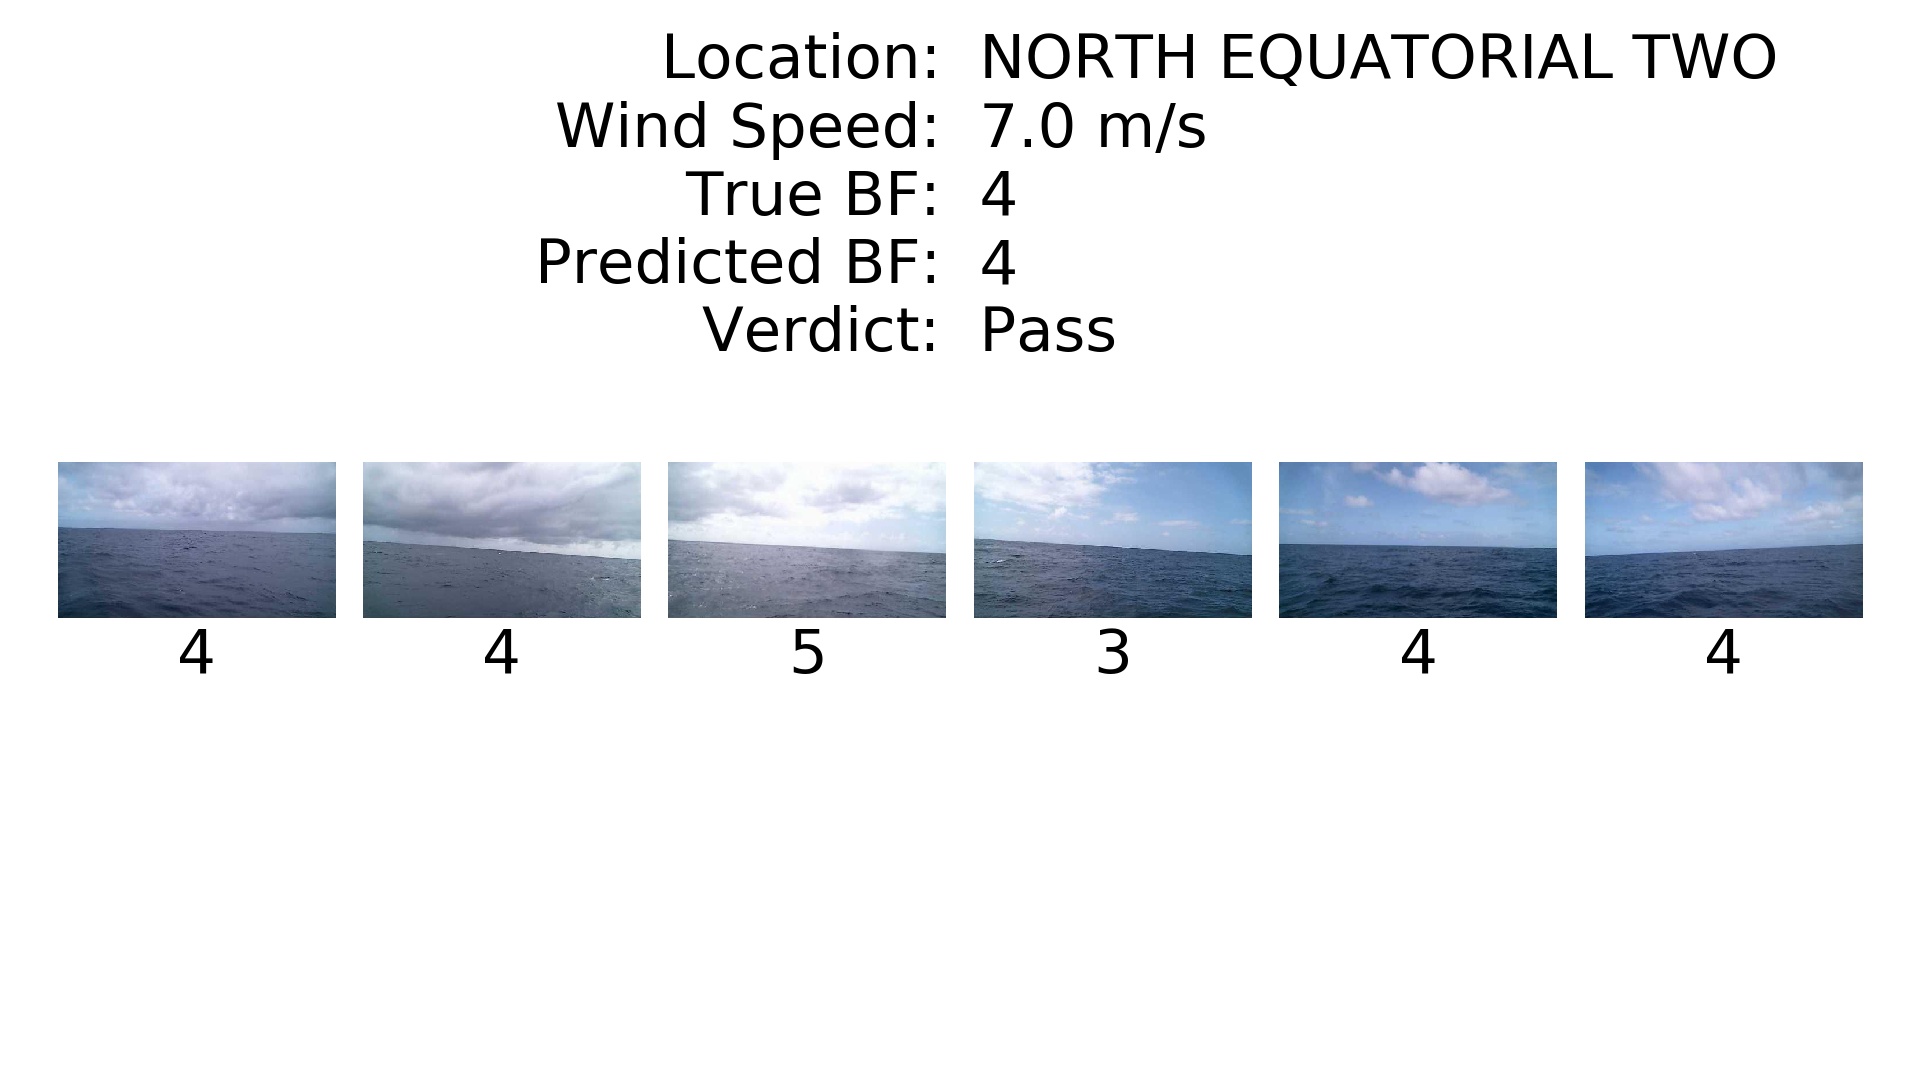 Location: NORTH EQUATORIAL TWO
Wind Speed: 7.0 m/s
True BF: 4
Predicted BF: 4
Verdict: Pass
4 4 5 3 4 4